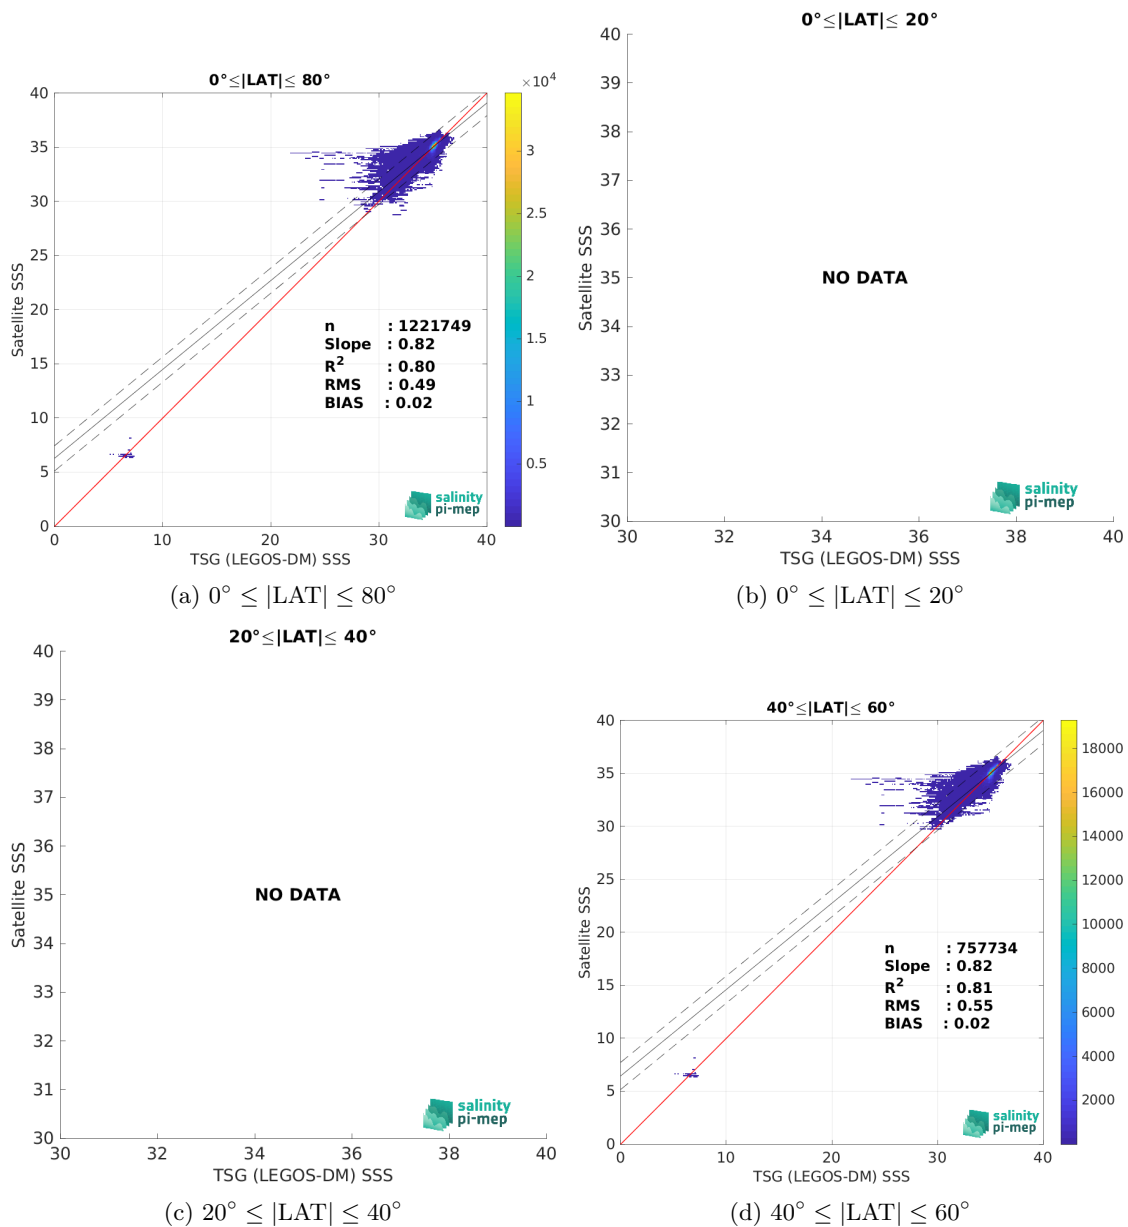 0°≤|LAT|≤ 80°
×10⁴
40
35
30
25
20
15
10
5
0
Satellite SSS
3
2.5
2
1.5
1
0.5
n : 1221749
Slope : 0.82
R² : 0.80
RMS : 0.49
BIAS : 0.02
salinity
pi-mep
0 10 20 30 40
TSG (LEGOS-DM) SSS
(a) 0° ≤ |LAT| ≤ 80°
0°≤|LAT|≤ 20°
40
39
38
37
36
35
34
33
32
31
30
Satellite SSS
NO DATA
salinity
pi-mep
30 32 34 36 38 40
TSG (LEGOS-DM) SSS
(b) 0° ≤ |LAT| ≤ 20°
20°≤|LAT|≤ 40°
40
39
38
37
36
35
34
33
32
31
30
Satellite SSS
NO DATA
salinity
pi-mep
30 32 34 36 38 40
TSG (LEGOS-DM) SSS
(c) 20° ≤ |LAT| ≤ 40°
40°≤|LAT|≤ 60°
40
35
30
25
20
15
10
5
0
Satellite SSS
18000
16000
14000
12000
10000
8000
6000
4000
2000
n : 757734
Slope : 0.82
R² : 0.81
RMS : 0.55
BIAS : 0.02
salinity
pi-mep
0 10 20 30 40
TSG (LEGOS-DM) SSS
(d) 40° ≤ |LAT| ≤ 60°